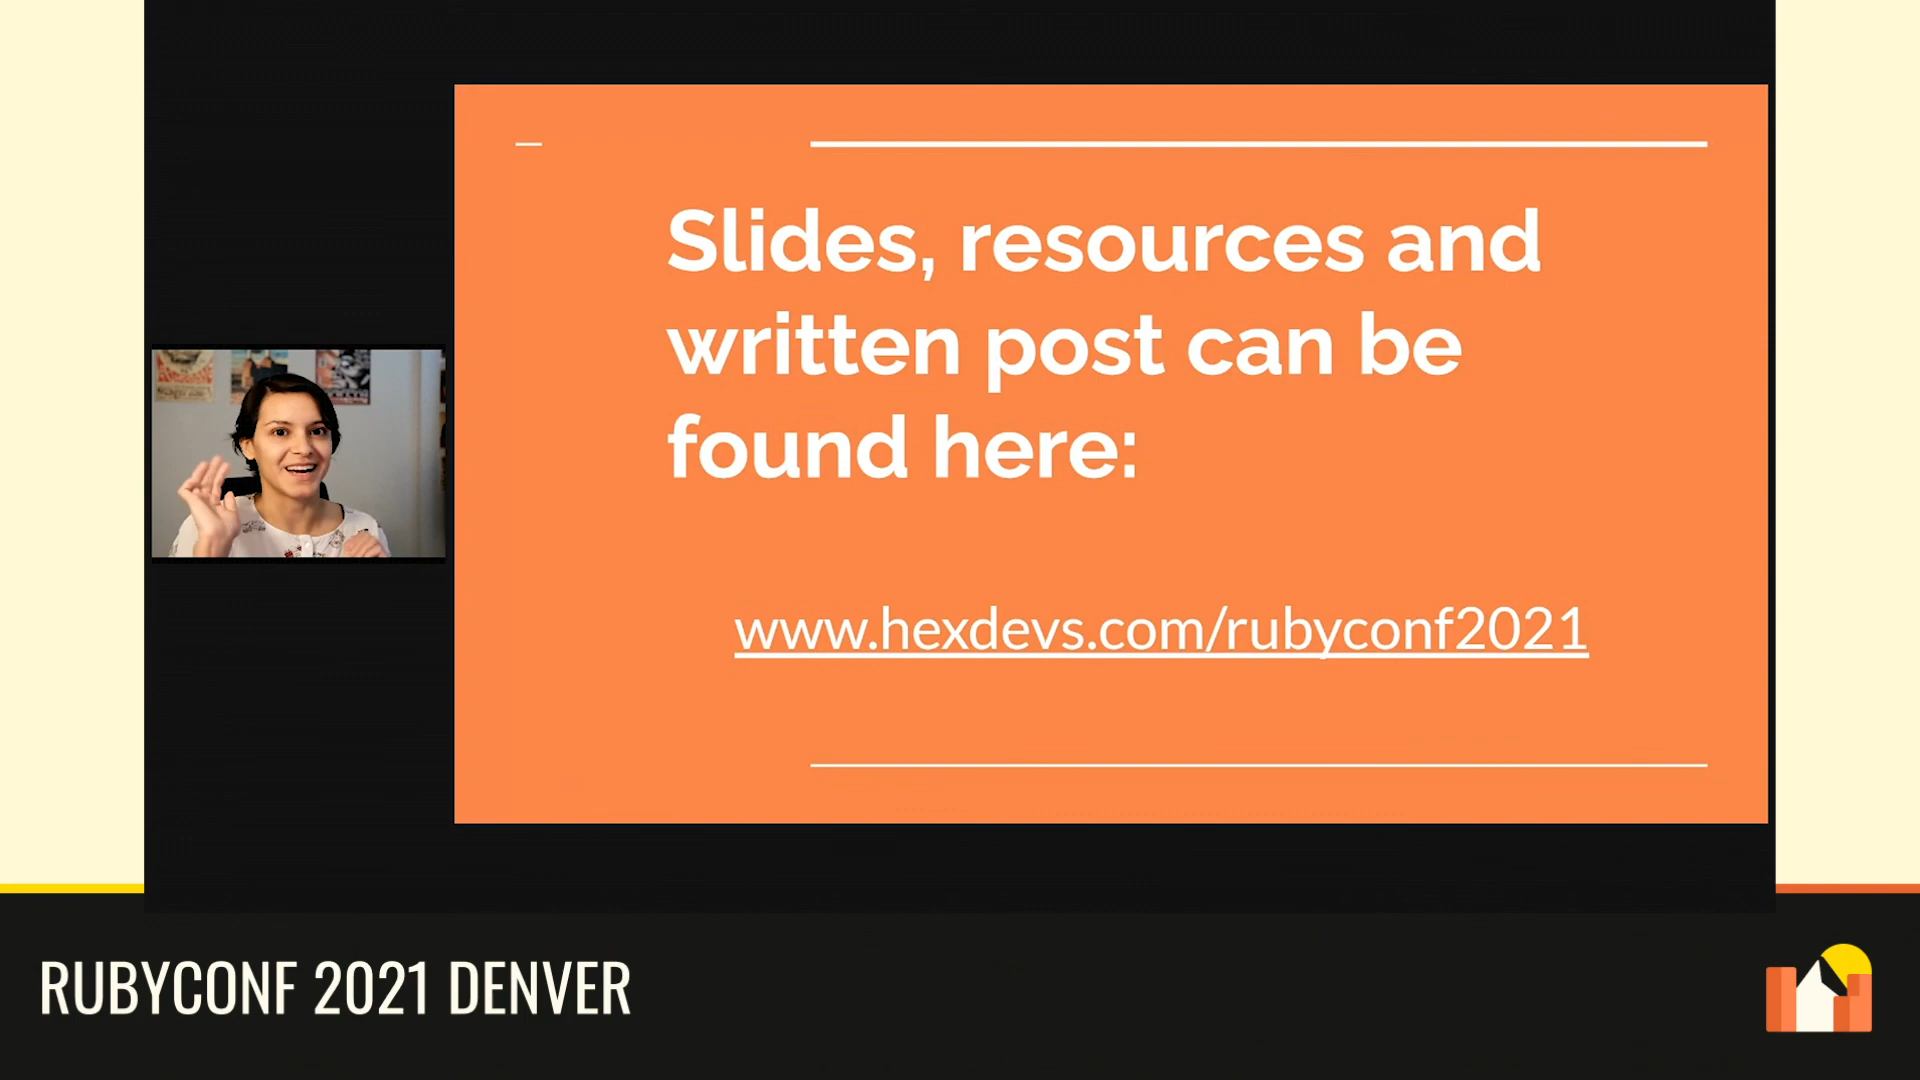 Slides, resources and
written post can be
found here:
www.hexdevs.com/rubyconf2021
RUBYCONF 2021 DENVER